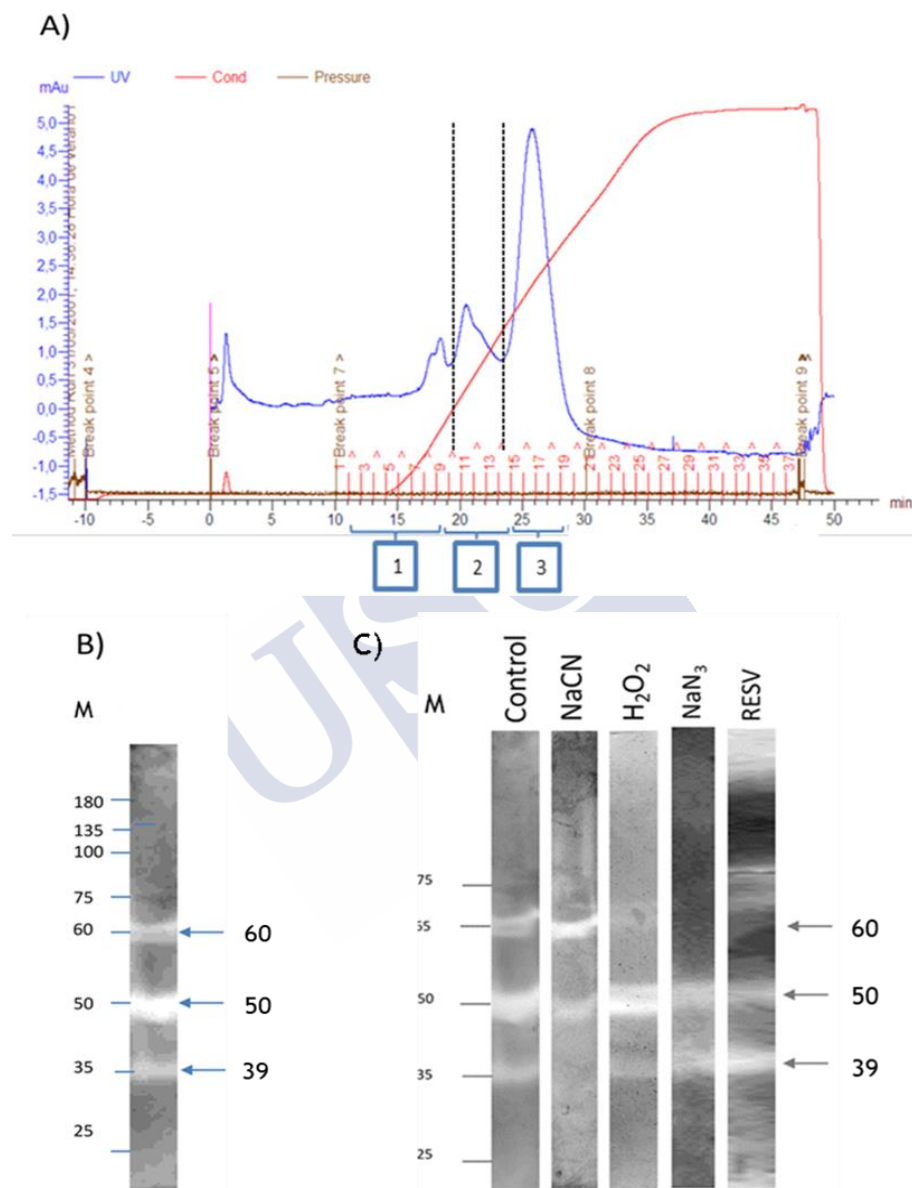 A)
UV Cond Pressure
mAu
5,0
4,5
4,0
3,5
3,0
2,5
2,0
1,5
1,0
0,5
0,0
-0,5
-1,0
-1,5
Break point 4 >
Break point 5 >
Break point 7 >
Break point 8
Break point 9 >
1 3 5 7 9 11 13 15 17 19 21 23 25 27 29 31 33 35 37
-10 -5 0 5 10 15 20 25 30 35 40 45 50 min
1 2 3
B) C)
M
180
135
100
75
60
50
35
25
60
50
39
M Control NaCN H₂O₂ NaN₃ RESV
75
35
50
35
25
60
50
39